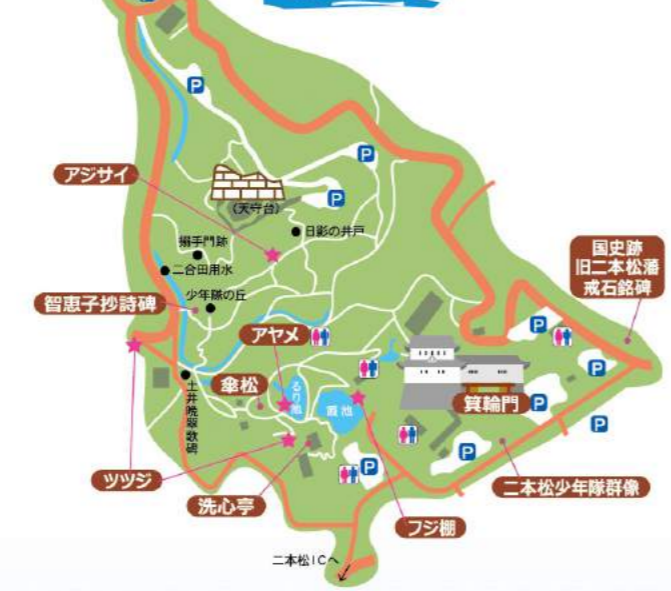 P
P
アジサイ
P
(天守台)
日影の井戸
搦手門跡
国史跡
旧二本松藩
戒石銘碑
二合田用水
智恵子抄詩碑
少年隊の丘
P
アヤメ
P
傘松
るり池
霞池
箕輪門
P
土井晩翠歌碑
P
P
P
ツツジ
洗心亭
二本松少年隊群像
フジ棚
二本松ICへ